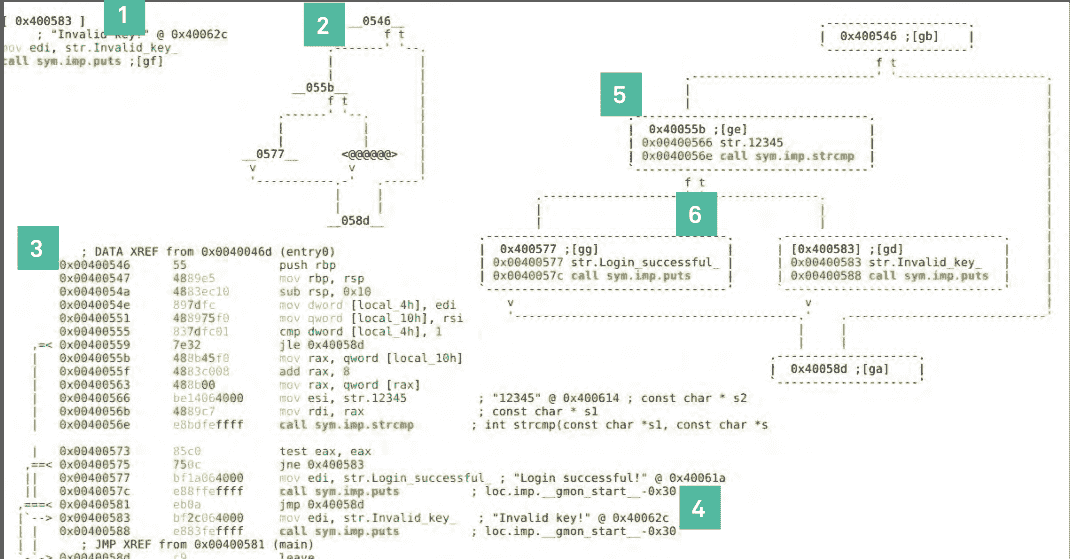 1
[ 0x400583 ]
; "Invalid key!" @ 0x40062c
mov edi, str.Invalid_key_
call sym.imp.puts ;[gf]
2
__0546__
f t
__055b__
f t
__0577__ <@@@@@@>
v v
__058d__
0x400546 ;[gb]
f t
5
0x40055b ;[ge]
0x00400566 str.12345
0x0040056e call sym.imp.strcmp
f t
6
0x400577 ;[gg]
0x00400577 str.Login_successful_
0x0040057c call sym.imp.puts
[0x400583] ;[gd]
0x00400583 str.Invalid_key_
0x00400588 call sym.imp.puts
v v
0x40058d ;[ga]
3
; DATA XREF from 0x0040046d (entry0)
0x00400546 55 push rbp
0x00400547 4889e5 mov rbp, rsp
0x0040054a 4883ec10 sub rsp, 0x10
0x0040054e 897dfc mov dword [local_4h], edi
0x00400551 488975f0 mov qword [local_10h], rsi
0x00400555 837dfc01 cmp dword [local_4h], 1
,=< 0x00400559 7e32 jle 0x40058d
| 0x0040055b 488b45f0 mov rax, qword [local_10h]
| 0x0040055f 4883c008 add rax, 8
| 0x00400563 488b00 mov rax, qword [rax]
| 0x00400566 be14064000 mov esi, str.12345 ; "12345" @ 0x400614 ; const char * s2
| 0x0040056b 4889c7 mov rdi, rax ; const char * s1
| 0x0040056e e8bdfeffff call sym.imp.strcmp ; int strcmp(const char *s1, const char *s
| 0x00400573 85c0 test eax, eax
,==< 0x00400575 750c jne 0x400583
|| 0x00400577 bf1a064000 mov edi, str.Login_successful_ ; "Login successful!" @ 0x40061a
|| 0x0040057c e88ffeffff call sym.imp.puts ; loc.imp.__gmon_start__-0x30
,===< 0x00400581 eb0a jmp 0x40058d
|`--> 0x00400583 bf2c064000 mov edi, str.Invalid_key_ ; "Invalid key!" @ 0x40062c
| | 0x00400588 e883feffff call sym.imp.puts ; loc.imp.__gmon_start__-0x30
4
| | ; JMP XREF from 0x00400581 (main)
`-`-> 0x0040058d c9 leave